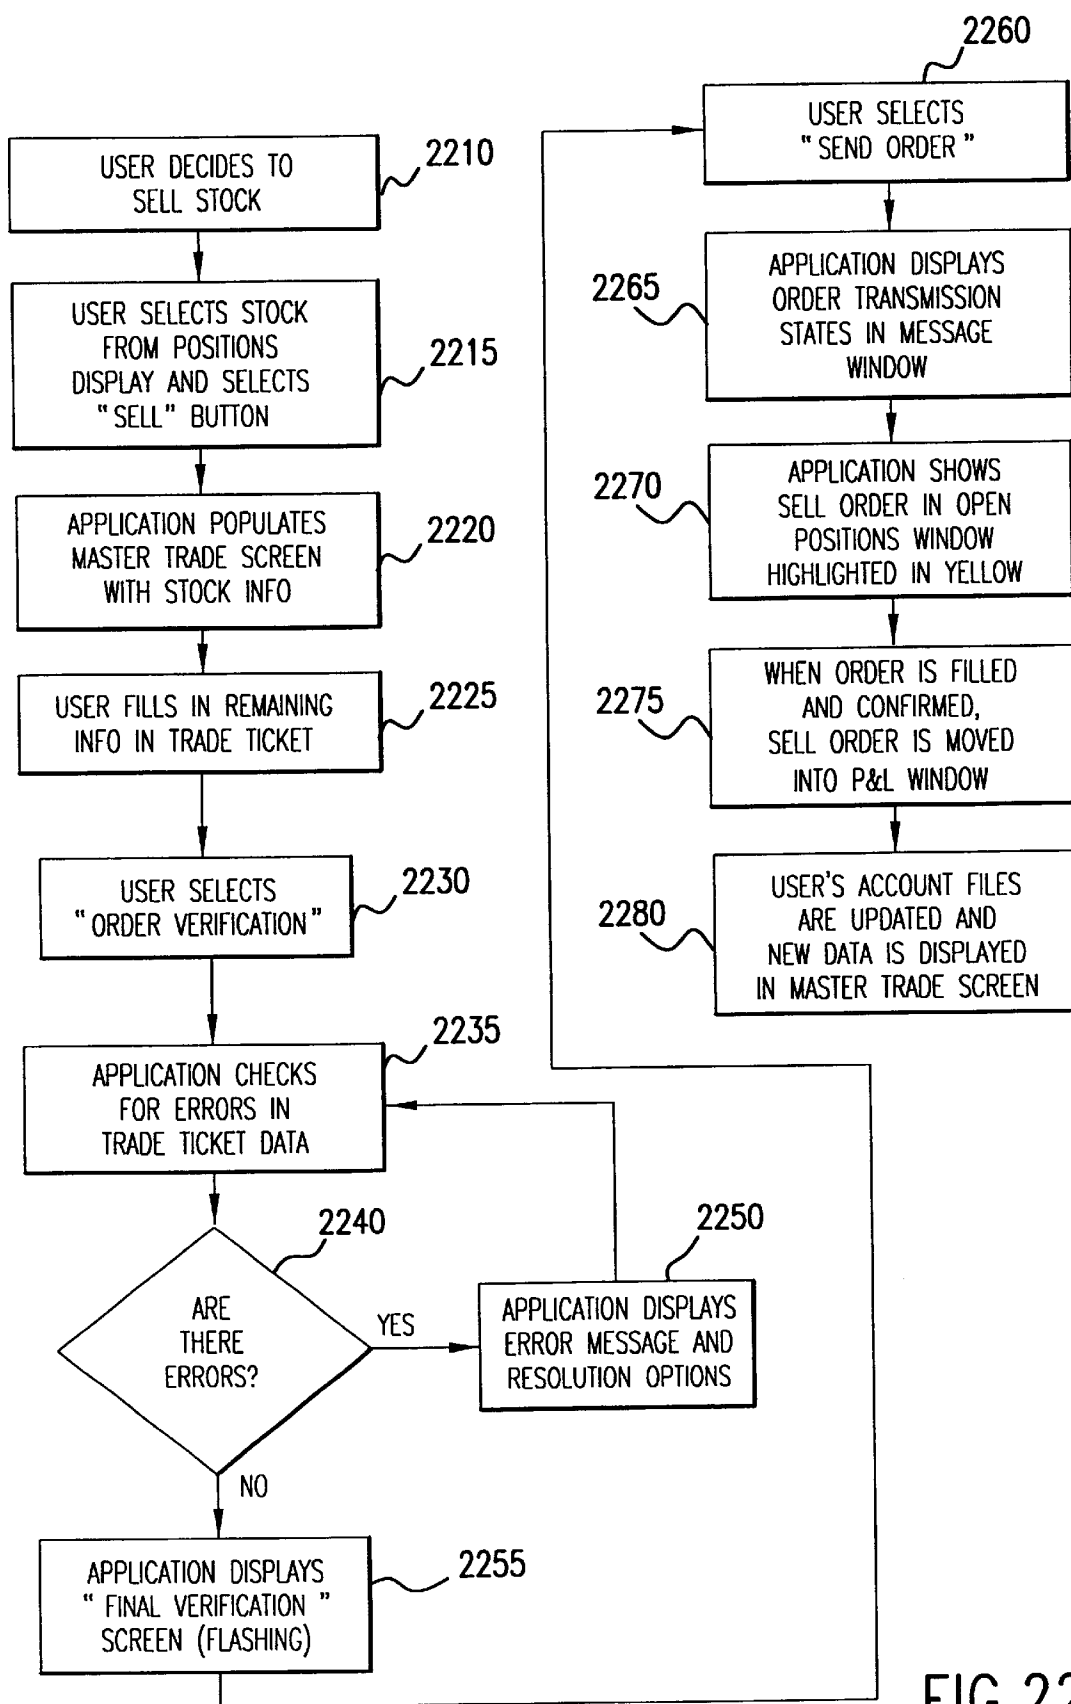 2210
USER DECIDES TO
SELL STOCK
2215
USER SELECTS STOCK
FROM POSITIONS
DISPLAY AND SELECTS
"SELL" BUTTON
2220
APPLICATION POPULATES
MASTER TRADE SCREEN
WITH STOCK INFO
2225
USER FILLS IN REMAINING
INFO IN TRADE TICKET
2230
USER SELECTS
"ORDER VERIFICATION"
2235
APPLICATION CHECKS
FOR ERRORS IN
TRADE TICKET DATA
2240
ARE
THERE
ERRORS?
YES
2250
APPLICATION DISPLAYS
ERROR MESSAGE AND
RESOLUTION OPTIONS
NO
2255
APPLICATION DISPLAYS
"FINAL VERIFICATION"
SCREEN (FLASHING)
2260
USER SELECTS
"SEND ORDER"
2265
APPLICATION DISPLAYS
ORDER TRANSMISSION
STATES IN MESSAGE
WINDOW
2270
APPLICATION SHOWS
SELL ORDER IN OPEN
POSITIONS WINDOW
HIGHLIGHTED IN YELLOW
2275
WHEN ORDER IS FILLED
AND CONFIRMED,
SELL ORDER IS MOVED
INTO P&L WINDOW
2280
USER'S ACCOUNT FILES
ARE UPDATED AND
NEW DATA IS DISPLAYED
IN MASTER TRADE SCREEN
FIG 22